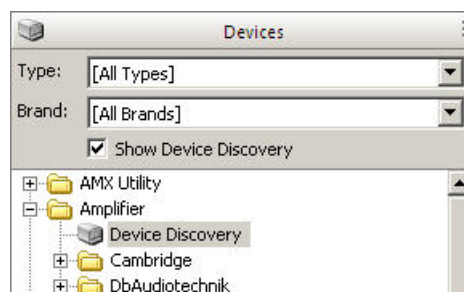 Devices
Type: [All Types]
Brand: [All Brands]
Show Device Discovery
AMX Utility
Amplifier
Device Discovery
Cambridge
DbAudiotechnik